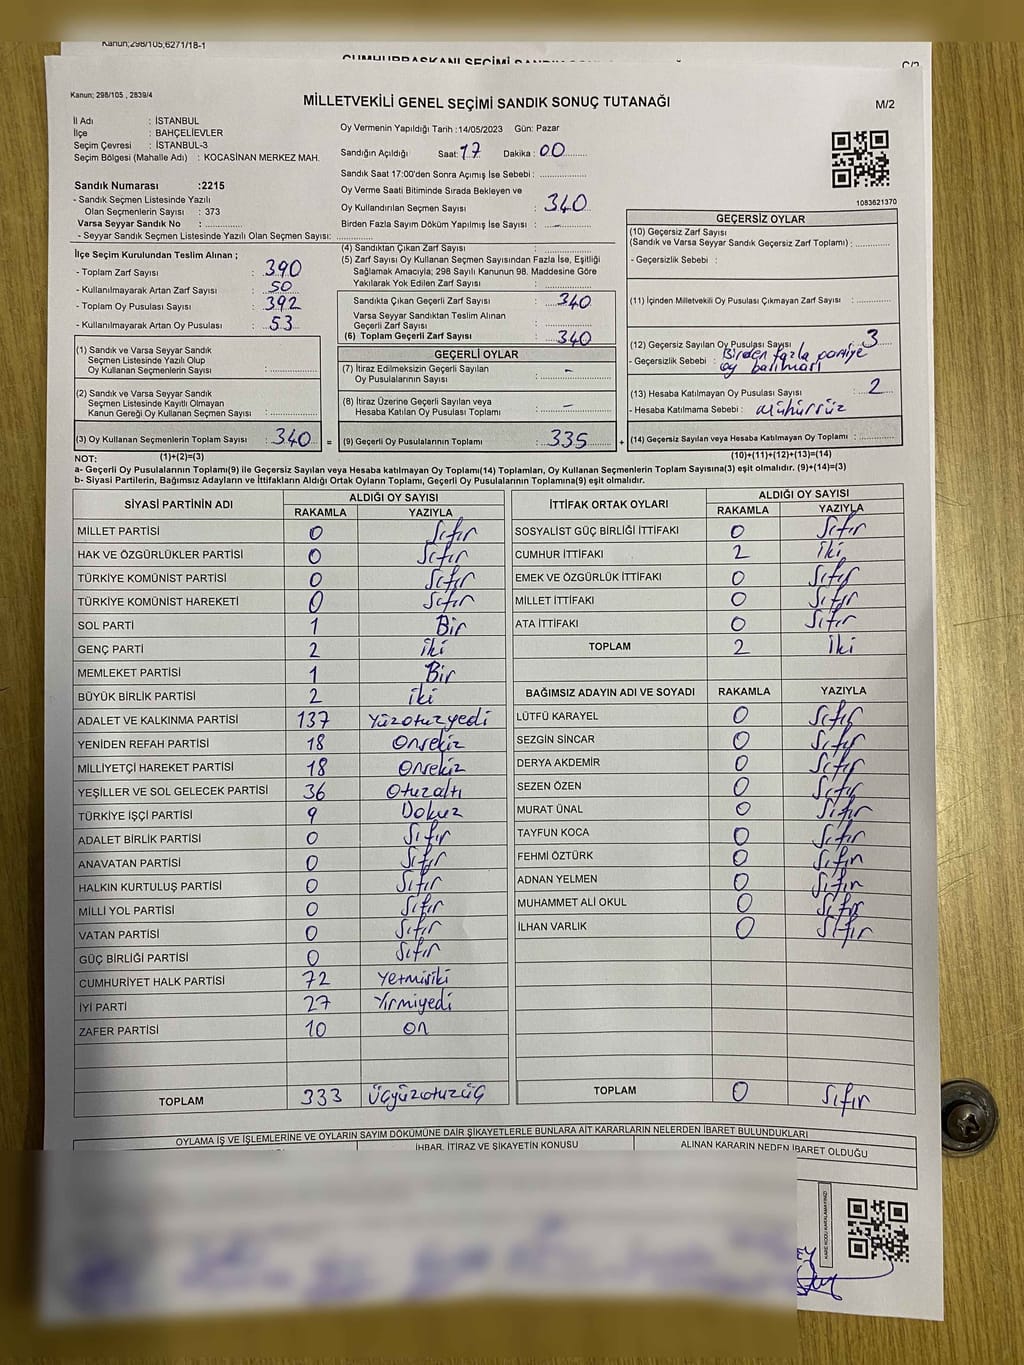 Kanun;298/105,6271/18-1
CUMHURBAŞKANI SEÇİMİ
C/2
Kanun; 298/105 , 2839/4
MİLLETVEKİLİ GENEL SEÇİMİ SANDIK SONUÇ TUTANAĞI
M/2
İl Adı : İSTANBUL
İlçe : BAHÇELİEVLER
Seçim Çevresi : İSTANBUL-3
Seçim Bölgesi (Mahalle Adı) : KOCASİNAN MERKEZ MAH.
Oy Vermenin Yapıldığı Tarih :14/05/2023 Gün: Pazar
Sandığın Açıldığı Saat: 17 Dakika : 00
Sandık Saat 17:00'den Sonra Açımış İse Sebebi :
Oy Verme Saati Bitiminde Sırada Bekleyen ve
Oy Kullandırılan Seçmen Sayısı : 340
Birden Fazla Sayım Döküm Yapılmış İse Sayısı : -
Sandık Numarası :2215
- Sandık Seçmen Listesinde Yazılı
Olan Seçmenlerin Sayısı : 373
Varsa Seyyar Sandık No :
- Seyyar Sandık Seçmen Listesinde Yazılı Olan Seçmen Sayısı:
1083621370
İlçe Seçim Kurulundan Teslim Alınan ;
- Toplam Zarf Sayısı : 390
- Kullanılmayarak Artan Zarf Sayısı : 50
- Toplam Oy Pusulası Sayısı : 392
- Kullanılmayarak Artan Oy Pusulası : 53
(4) Sandıktan Çıkan Zarf Sayısı :
(5) Zarf Sayısı Oy Kullanan Seçmen Sayısından Fazla İse, Eşitliği
Sağlamak Amacıyla; 298 Sayılı Kanunun 98. Maddesine Göre
Yakılarak Yok Edilen Zarf Sayısı :
Sandıkta Çıkan Geçerli Zarf Sayısı : 340
Varsa Seyyar Sandıktan Teslim Alınan
Geçerli Zarf Sayısı :
(6) Toplam Geçerli Zarf Sayısı : 340
GEÇERSİZ OYLAR
(10) Geçersiz Zarf Sayısı
(Sandık ve Varsa Seyyar Sandık Geçersiz Zarf Toplamı) :
- Geçersizlik Sebebi :
(11) İçinden Milletvekili Oy Pusulası Çıkmayan Zarf Sayısı :
(12) Geçersiz Sayılan Oy Pusulası Sayısı : 3
- Geçersizlik Sebebi : Birden fazla partiye
oy basılması
(13) Hesaba Katılmayan Oy Pusulası Sayısı : 2
- Hesaba Katılmama Sebebi : Mühürsüz
(14) Geçersiz Sayılan veya Hesaba Katılmayan Oy Toplamı :
(10)+(11)+(12)+(13)=(14)
(1) Sandık ve Varsa Seyyar Sandık
Seçmen Listesinde Yazılı Olup
Oy Kullanan Seçmenlerin Sayısı :
(2) Sandık ve Varsa Seyyar Sandık
Seçmen Listesinde Kayıtlı Olmayan
Kanun Gereği Oy Kullanan Seçmen Sayısı :
(3) Oy Kullanan Seçmenlerin Toplam Sayısı : 340 =
(1)+(2)=(3)
GEÇERLİ OYLAR
(7) İtiraz Edilmeksizin Geçerli Sayılan
Oy Pusulalarının Sayısı : -
(8) İtiraz Üzerine Geçerli Sayılan veya
Hesaba Katılan Oy Pusulası Toplamı : -
(9) Geçerli Oy Pusulalarının Toplamı : 335 +
NOT:
a- Geçerli Oy Pusulalarının Toplamı(9) ile Geçersiz Sayılan veya Hesaba katılmayan Oy Toplamı(14) Toplamları, Oy Kullanan Seçmenlerin Toplam Sayısına(3) eşit olmalıdır. (9)+(14)=(3)
b- Siyasi Partilerin, Bağımsız Adayların ve İttifakların Aldığı Ortak Oyların Toplamı, Geçerli Oy Pusulalarının Toplamına(9) eşit olmalıdır.
SİYASİ PARTİNİN ADI ALDIĞI OY SAYISI
RAKAMLA YAZIYLA
MİLLET PARTİSİ 0 Sıfır
HAK VE ÖZGÜRLÜKLER PARTİSİ 0 Sıfır
TÜRKİYE KOMÜNİST PARTİSİ 0 Sıfır
TÜRKİYE KOMÜNİST HAREKETİ 0 Sıfır
SOL PARTİ 1 Bir
GENÇ PARTİ 2 İki
MEMLEKET PARTİSİ 1 Bir
BÜYÜK BİRLİK PARTİSİ 2 iki
ADALET VE KALKINMA PARTİSİ 137 Yüzotuzyedi
YENİDEN REFAH PARTİSİ 18 Onsekiz
MİLLİYETÇİ HAREKET PARTİSİ 18 Onsekiz
YEŞİLLER VE SOL GELECEK PARTİSİ 36 Otuzaltı
TÜRKİYE İŞÇİ PARTİSİ 9 Dokuz
ADALET BİRLİK PARTİSİ 0 Sıfır
ANAVATAN PARTİSİ 0 Sıfır
HALKIN KURTULUŞ PARTİSİ 0 Sıfır
MİLLİ YOL PARTİSİ 0 Sıfır
VATAN PARTİSİ 0 Sıfır
GÜÇ BİRLİĞİ PARTİSİ 0 Sıfır
CUMHURİYET HALK PARTİSİ 72 Yetmişiki
İYİ PARTİ 27 Yirmiyedi
ZAFER PARTİSİ 10 On
TOPLAM 333 Üçyüzotuzüç
İTTİFAK ORTAK OYLARI ALDIĞI OY SAYISI
RAKAMLA YAZIYLA
SOSYALİST GÜÇ BİRLİĞİ İTTİFAKI 0 Sıfır
CUMHUR İTTİFAKI 2 İki
EMEK VE ÖZGÜRLÜK İTTİFAKI 0 Sıfır
MİLLET İTTİFAKI 0 Sıfır
ATA İTTİFAKI 0 Sıfır
TOPLAM 2 İki
BAĞIMSIZ ADAYIN ADI VE SOYADI RAKAMLA YAZIYLA
LÜTFÜ KARAYEL 0 Sıfır
SEZGİN SİNCAR 0 Sıfır
DERYA AKDEMİR 0 Sıfır
SEZEN ÖZEN 0 Sıfır
MURAT ÜNAL 0 Sıfır
TAYFUN KOCA 0 Sıfır
FEHMİ ÖZTÜRK 0 Sıfır
ADNAN YELMEN 0 Sıfır
MUHAMMET ALİ OKUL 0 Sıfır
İLHAN VARLIK 0 Sıfır
TOPLAM 0 Sıfır
OYLAMA İŞ VE İŞLEMLERİNE VE OYLARIN SAYIM DÖKÜMÜNE DAİR ŞİKAYETLERLE BUNLARA AİT KARARLARIN NELERDEN İBARET BULUNDUKLARI
İHBAR, İTİRAZ VE ŞİKAYETİN KONUSU
ALINAN KARARIN NEDEN İBARET OLDUĞU
KARE KODU KARALAMAYINIZ!